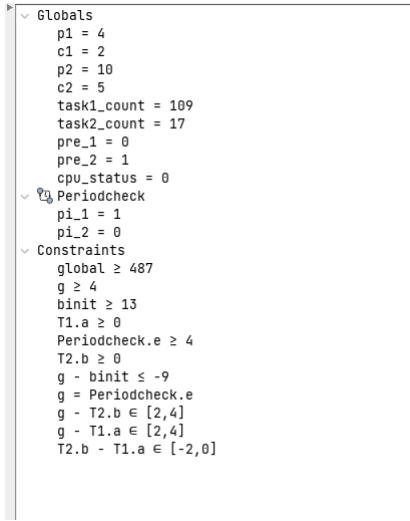 Globals
p1 = 4
c1 = 2
p2 = 10
c2 = 5
task1_count = 109
task2_count = 17
pre_1 = 0
pre_2 = 1
cpu_status = 0
Periodcheck
pi_1 = 1
pi_2 = 0
Constraints
global ≥ 487
g ≥ 4
binit ≥ 13
T1.a ≥ 0
Periodcheck.e ≥ 4
T2.b ≥ 0
g - binit ≤ -9
g = Periodcheck.e
g - T2.b ∈ [2,4]
g - T1.a ∈ [2,4]
T2.b - T1.a ∈ [-2,0]